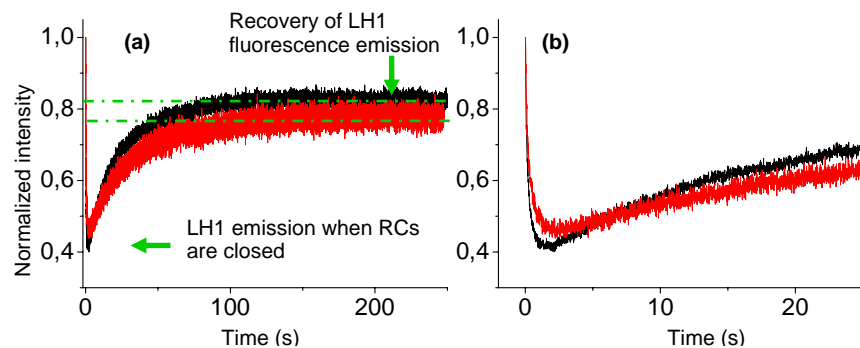 Recovery of LH1
fluorescence emission
(a)
(b)
1,0
0,8
0,6
0,4
Normalized intensity
LH1 emission when RCs
are closed
0
100
200
Time (s)
1,0
0,8
0,6
0,4
0
10
20
Time (s)